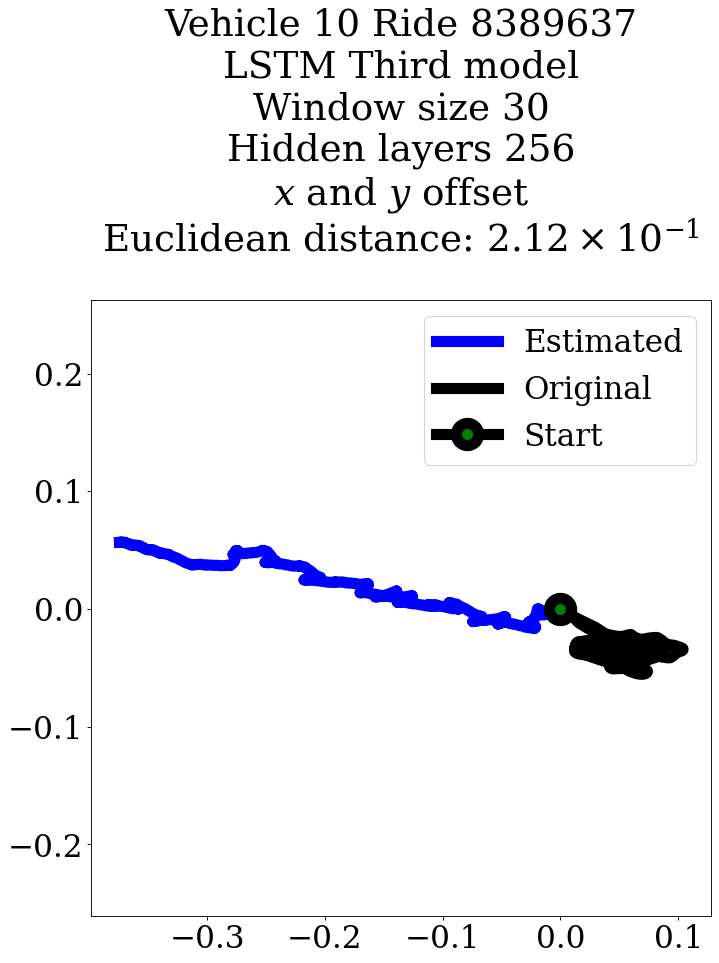 Vehicle 10 Ride 8389637
LSTM Third model
Window size 30
Hidden layers 256
x and y offset
Euclidean distance: 2.12 × 10⁻¹
Estimated
Original
Start
0.2
0.1
0.0
−0.1
−0.2
−0.3 −0.2 −0.1 0.0 0.1